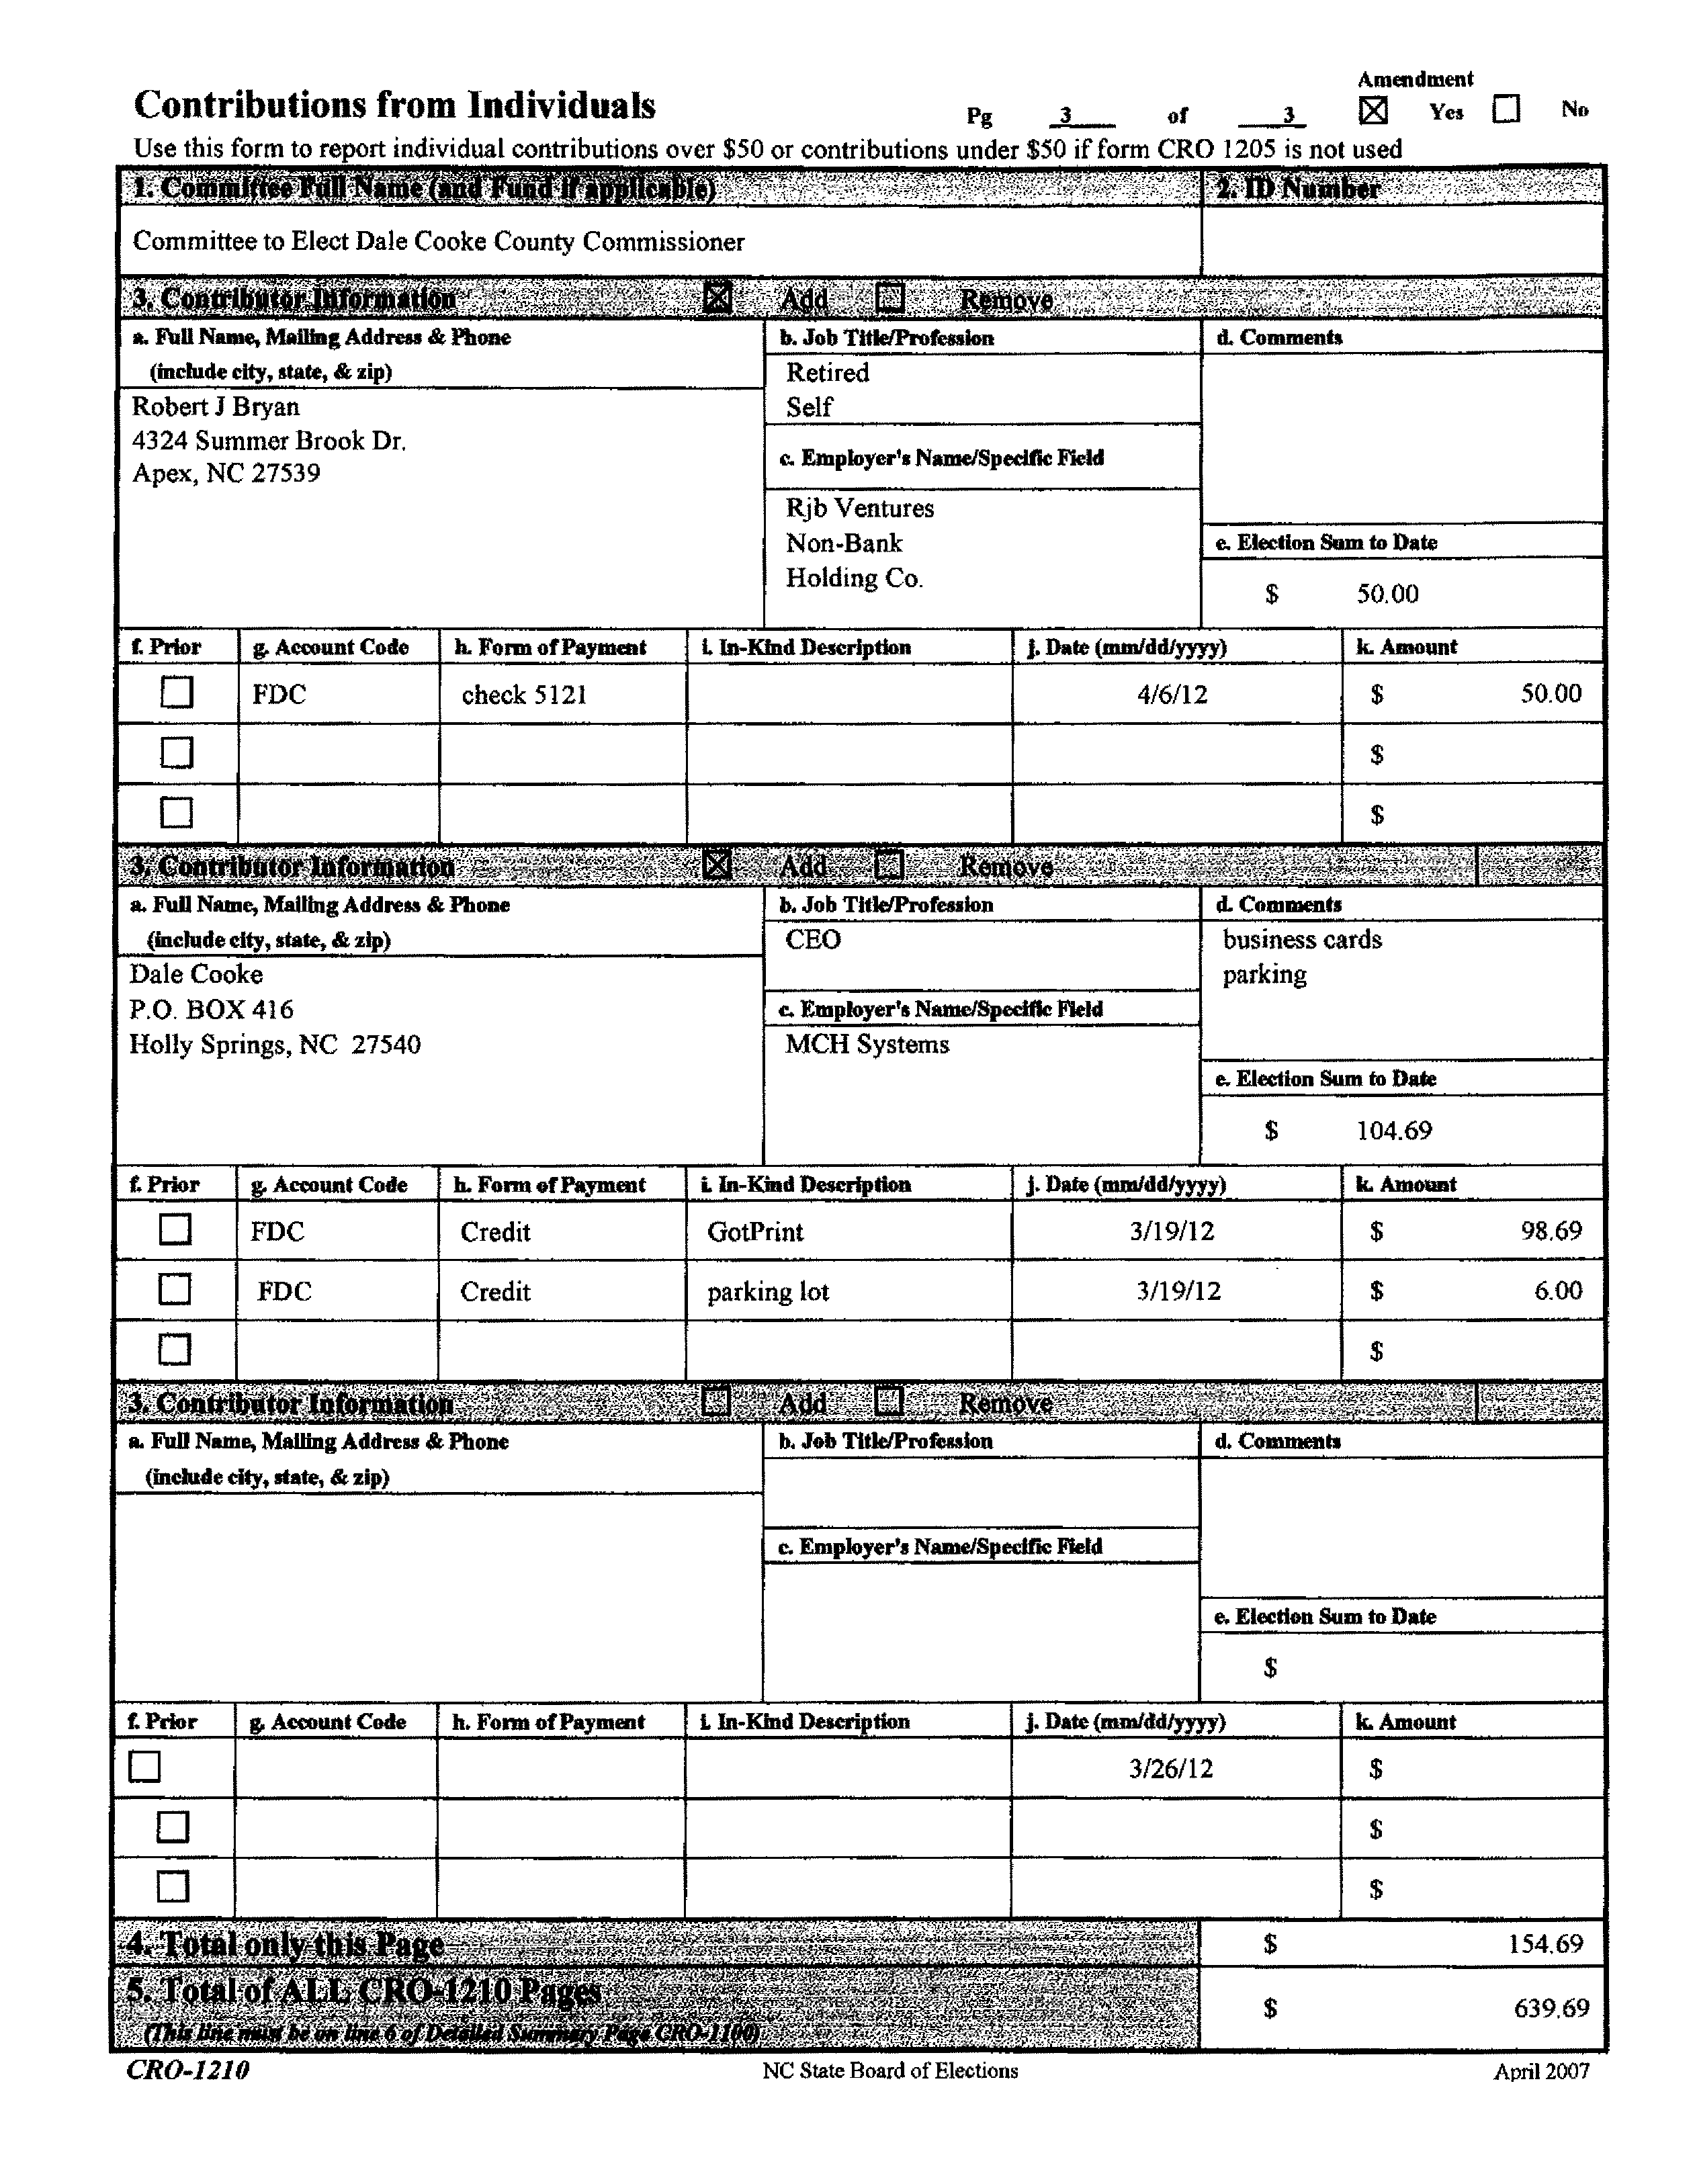 Amendment
Contributions from Individuals Pg 3 of 3 Yes No
Use this form to report individual contributions over $50 or contributions under $50 if form CRO 1205 is not used
1. Committee Full Name (and Fund if applicable) 2. ID Number
Committee to Elect Dale Cooke County Commissioner
3. Contributor Information Add Remove
a. Full Name, Mailing Address & Phone b. Job Title/Profession d. Comments
(include city, state, & zip) Retired
Robert J Bryan Self
4324 Summer Brook Dr.
Apex, NC 27539 c. Employer's Name/Specific Field
Rjb Ventures
Non-Bank e. Election Sum to Date
Holding Co. $ 50.00
f. Prior g. Account Code h. Form of Payment i. In-Kind Description j. Date (mm/dd/yyyy) k. Amount
FDC check 5121 4/6/12 $ 50.00
$
$
3. Contributor Information Add Remove
a. Full Name, Mailing Address & Phone b. Job Title/Profession d. Comments
(include city, state, & zip) CEO business cards
Dale Cooke parking
P.O. BOX 416 c. Employer's Name/Specific Field
Holly Springs, NC 27540 MCH Systems
e. Election Sum to Date
$ 104.69
f. Prior g. Account Code h. Form of Payment i. In-Kind Description j. Date (mm/dd/yyyy) k. Amount
FDC Credit GotPrint 3/19/12 $ 98.69
FDC Credit parking lot 3/19/12 $ 6.00
$
3. Contributor Information Add Remove
a. Full Name, Mailing Address & Phone b. Job Title/Profession d. Comments
(include city, state, & zip)
c. Employer's Name/Specific Field
e. Election Sum to Date
$
f. Prior g. Account Code h. Form of Payment i. In-Kind Description j. Date (mm/dd/yyyy) k. Amount
3/26/12 $
$
$
4. Total only this Page $ 154.69
5. Total of ALL CRO-1210 Pages $ 639.69
(This line must be on line 6 of Detailed Summary Page CRO-1100)
CRO-1210 NC State Board of Elections April 2007